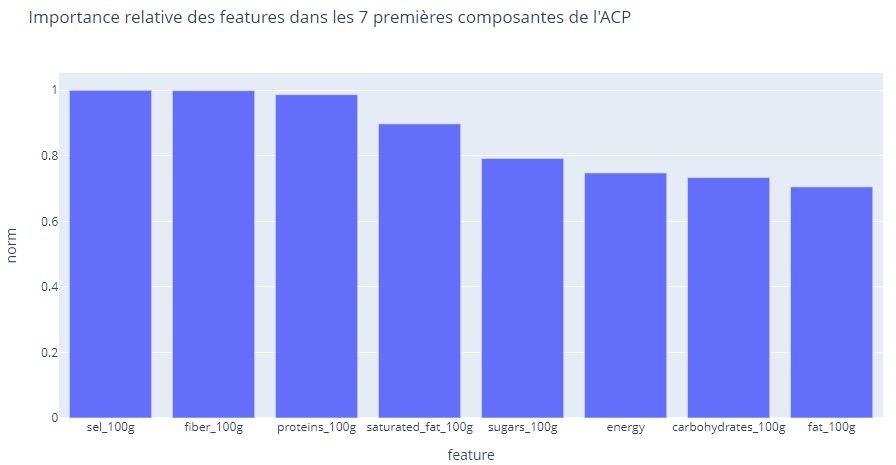 Importance relative des features dans les 7 premières composantes de l'ACP
1
0.8
0.6
0.4
0.2
0
norm
sel_100g fiber_100g proteins_100g saturated_fat_100g sugars_100g energy carbohydrates_100g fat_100g
feature